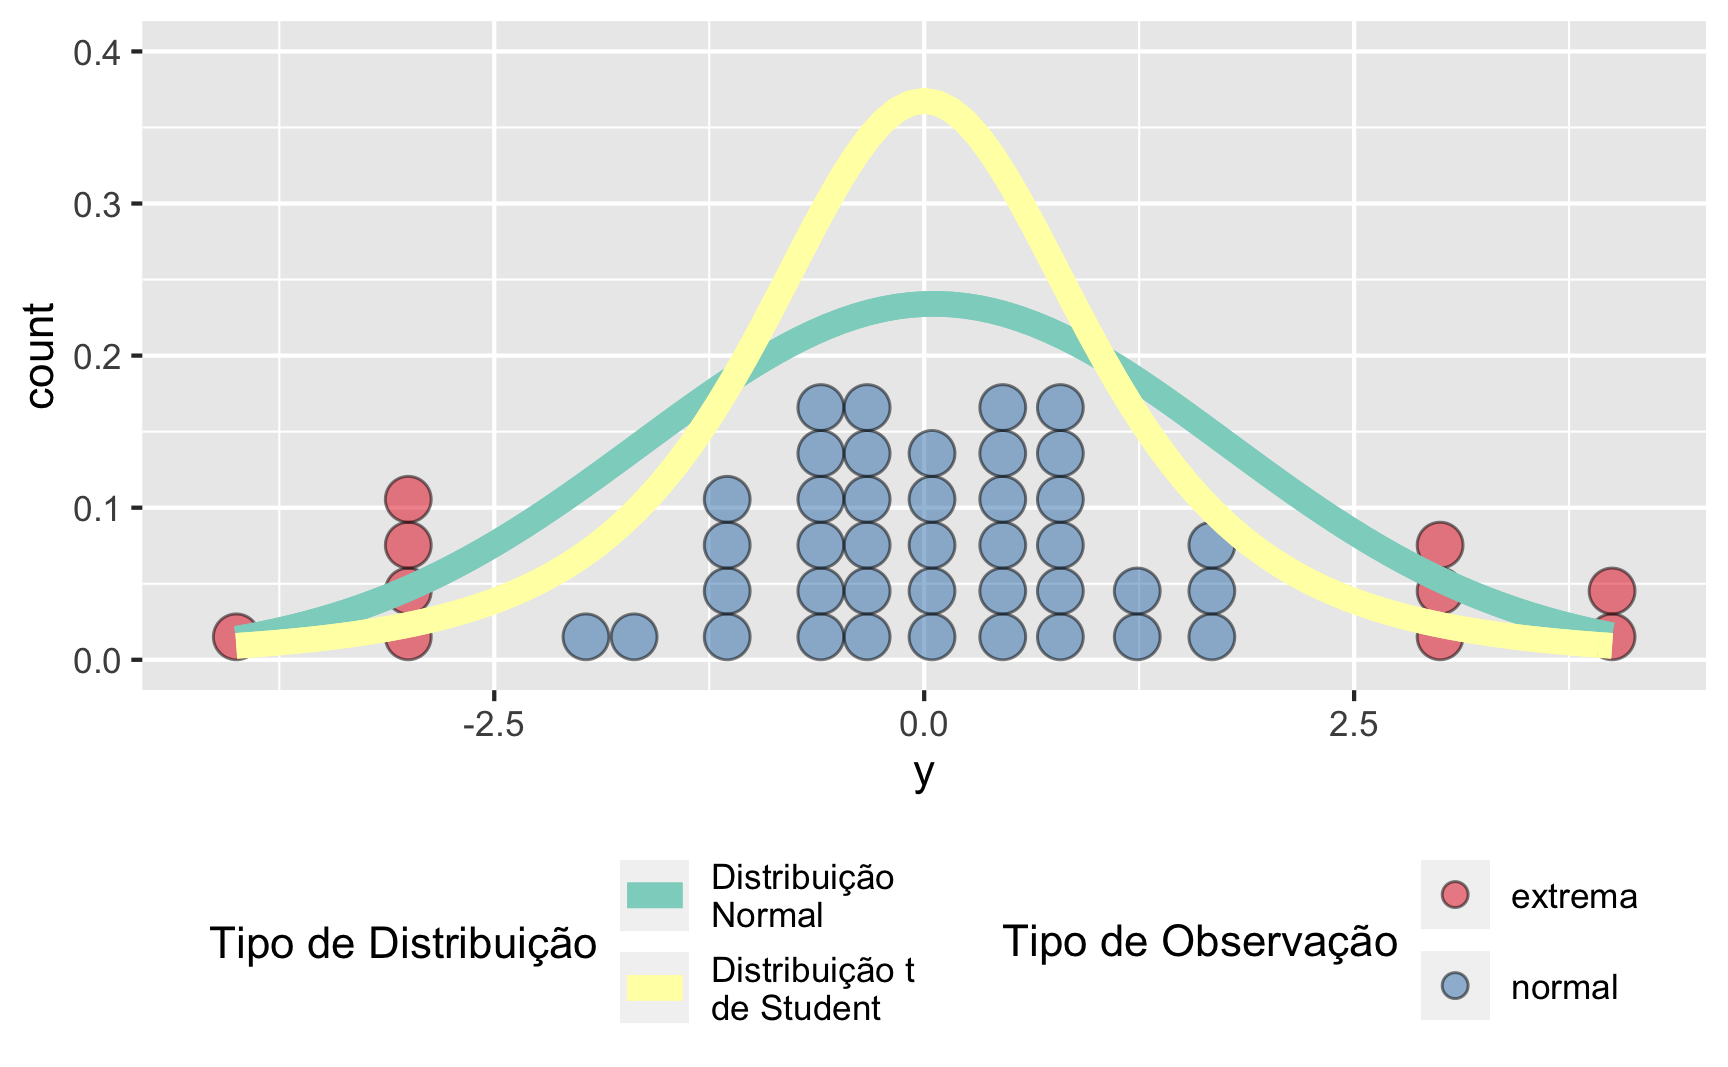 0.4
0.3
0.2
0.1
0.0
count
-2.5
0.0
2.5
y
Tipo de Distribuição
Distribuição
Normal
Distribuição t
de Student
Tipo de Observação
extrema
normal